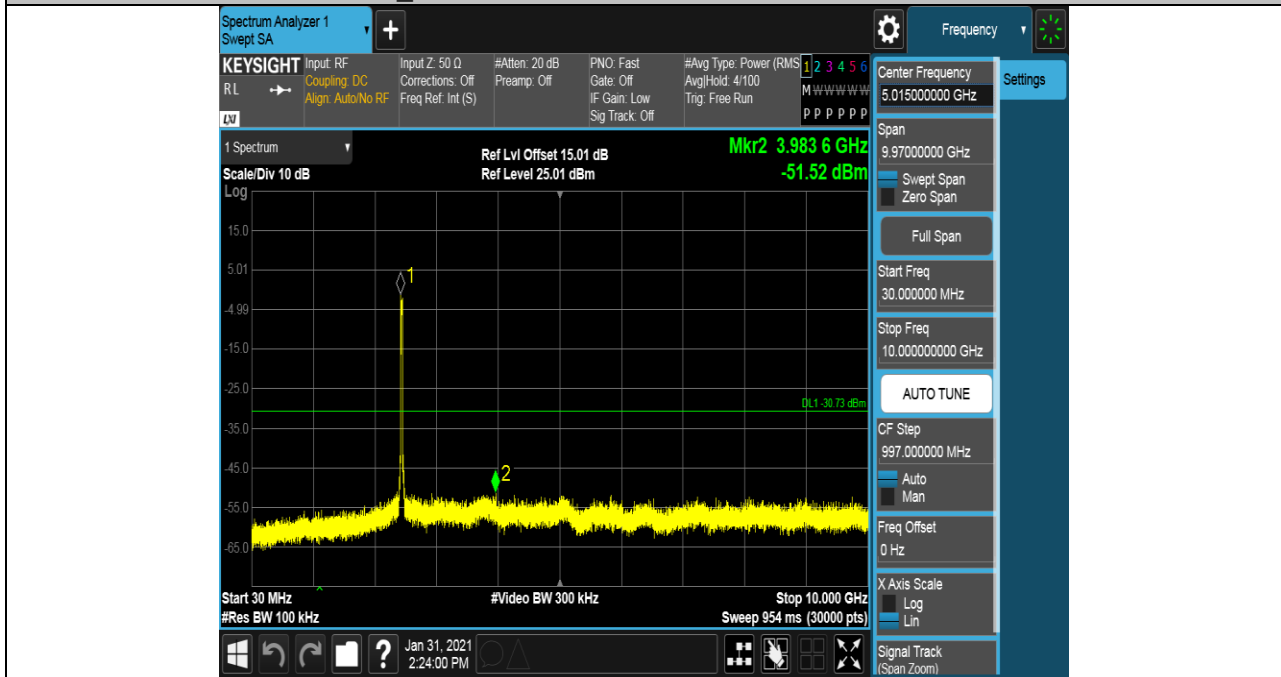 Spectrum Analyzer 1
Swept SA
+
Frequency
KEYSIGHT
RL
LXI
Input: RF
Coupling: DC
Align: Auto/No RF
Input Z: 50 Ω
Corrections: Off
Freq Ref: Int (S)
#Atten: 20 dB
Preamp: Off
PNO: Fast
Gate: Off
IF Gain: Low
Sig Track: Off
#Avg Type: Power (RMS
Avg|Hold: 4/100
Trig: Free Run
1 2 3 4 5 6
M W W W W W
P P P P P P
1 Spectrum
Scale/Div 10 dB
Ref Lvl Offset 15.01 dB
Ref Level 25.01 dBm
Mkr2 3.983 6 GHz
-51.52 dBm
Log
15.0
5.01
-4.99
-15.0
-25.0
-35.0
-45.0
-55.0
-65.0
1
2
DL1 -30.73 dBm
Start 30 MHz
#Res BW 100 kHz
#Video BW 300 kHz
Stop 10.000 GHz
Sweep 954 ms (30000 pts)
Center Frequency
5.015000000 GHz
Settings
Span
9.97000000 GHz
Swept Span
Zero Span
Full Span
Start Freq
30.000000 MHz
Stop Freq
10.000000000 GHz
AUTO TUNE
CF Step
997.000000 MHz
Auto
Man
Freq Offset
0 Hz
X Axis Scale
Log
Lin
Signal Track
(Span Zoom)
?
Jan 31, 2021
2:24:00 PM